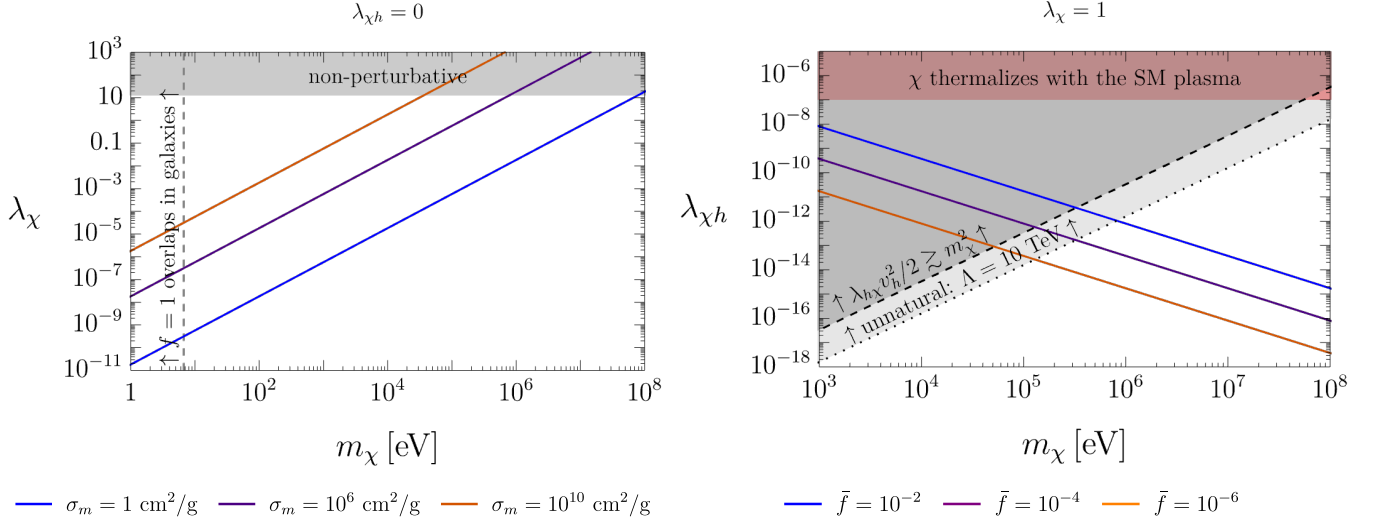 λ_{χh} = 0
10^3
10
0.1
10^{-3}
10^{-5}
10^{-7}
10^{-9}
10^{-11}
λ_χ
non-perturbative
↑ f = 1 overlaps in galaxies ↑
1
10^2
10^4
10^6
10^8
m_χ [eV]
σ_m = 1 cm^2/g
σ_m = 10^6 cm^2/g
σ_m = 10^{10} cm^2/g
λ_χ = 1
10^{-6}
10^{-8}
10^{-10}
10^{-12}
10^{-14}
10^{-16}
10^{-18}
λ_{χh}
χ thermalizes with the SM plasma
↑ λ_{hχ}v_h^2/2 ≳ m_χ^2 ↑
↑ unnatural: Λ = 10 TeV ↑
10^3
10^4
10^5
10^6
10^7
10^8
m_χ [eV]
f̄ = 10^{-2}
f̄ = 10^{-4}
f̄ = 10^{-6}